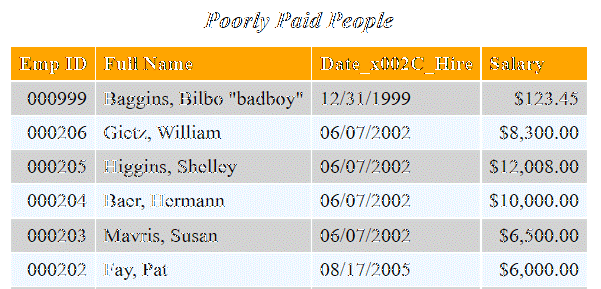 Poorly Paid People
Emp ID Full Name Date_x002C_Hire Salary
000999 Baggins, Bilbo "badboy" 12/31/1999 $123.45
000206 Gietz, William 06/07/2002 $8,300.00
000205 Higgins, Shelley 06/07/2002 $12,008.00
000204 Baer, Hermann 06/07/2002 $10,000.00
000203 Mavris, Susan 06/07/2002 $6,500.00
000202 Fay, Pat 08/17/2005 $6,000.00